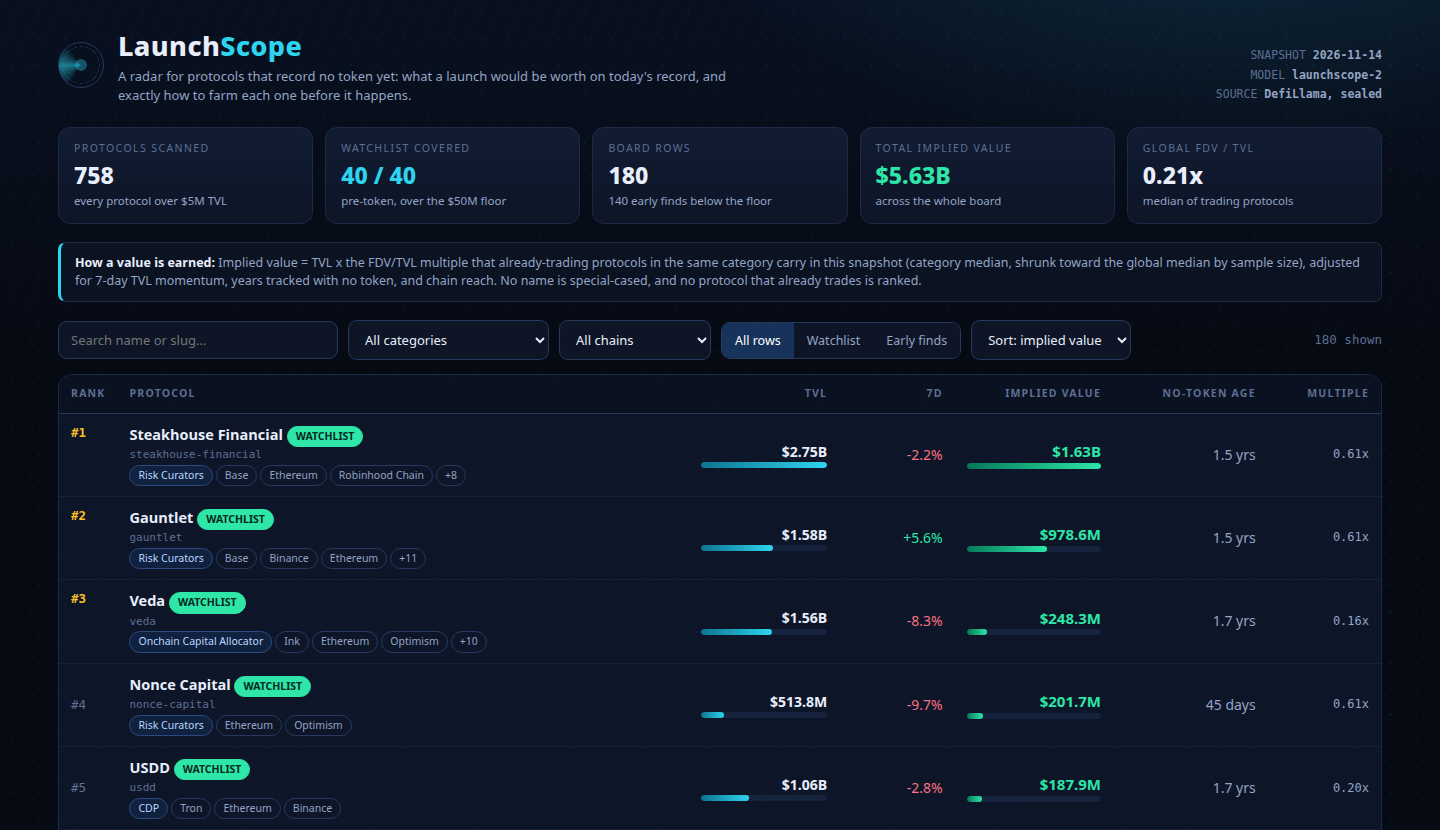 LaunchScope
A radar for protocols that record no token yet: what a launch would be worth on today's record, and
exactly how to farm each one before it happens.
SNAPSHOT 2026-11-14
MODEL launchscope-2
SOURCE DefiLlama, sealed
PROTOCOLS SCANNED
758
every protocol over $5M TVL
WATCHLIST COVERED
40 / 40
pre-token, over the $50M floor
BOARD ROWS
180
140 early finds below the floor
TOTAL IMPLIED VALUE
$5.63B
across the whole board
GLOBAL FDV / TVL
0.21x
median of trading protocols
How a value is earned: Implied value = TVL x the FDV/TVL multiple that already-trading protocols in the same category carry in this snapshot (category median, shrunk toward the global median by sample size), adjusted
for 7-day TVL momentum, years tracked with no token, and chain reach. No name is special-cased, and no protocol that already trades is ranked.
Search name or slug... All categories All chains All rows Watchlist Early finds Sort: implied value 180 shown
RANK PROTOCOL TVL 7D IMPLIED VALUE NO-TOKEN AGE MULTIPLE
#1 Steakhouse Financial WATCHLIST
steakhouse-financial
Risk Curators Base Ethereum Robinhood Chain +8
$2.75B -2.2% $1.63B 1.5 yrs 0.61x
#2 Gauntlet WATCHLIST
gauntlet
Risk Curators Base Binance Ethereum +11
$1.58B +5.6% $978.6M 1.5 yrs 0.61x
#3 Veda WATCHLIST
veda
Onchain Capital Allocator Ink Ethereum Optimism +10
$1.56B -8.3% $248.3M 1.7 yrs 0.16x
#4 Nonce Capital WATCHLIST
nonce-capital
Risk Curators Ethereum Optimism
$513.8M -9.7% $201.7M 45 days 0.61x
#5 USDD WATCHLIST
usdd
CDP Tron Ethereum Binance
$1.06B -2.8% $187.9M 1.7 yrs 0.20x